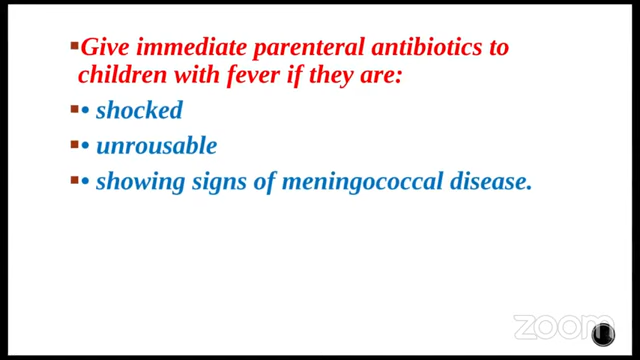 ▪Give immediate parenteral antibiotics to
children with fever if they are:
▪• shocked
▪• unrousable
▪• showing signs of meningococcal disease.
zoom